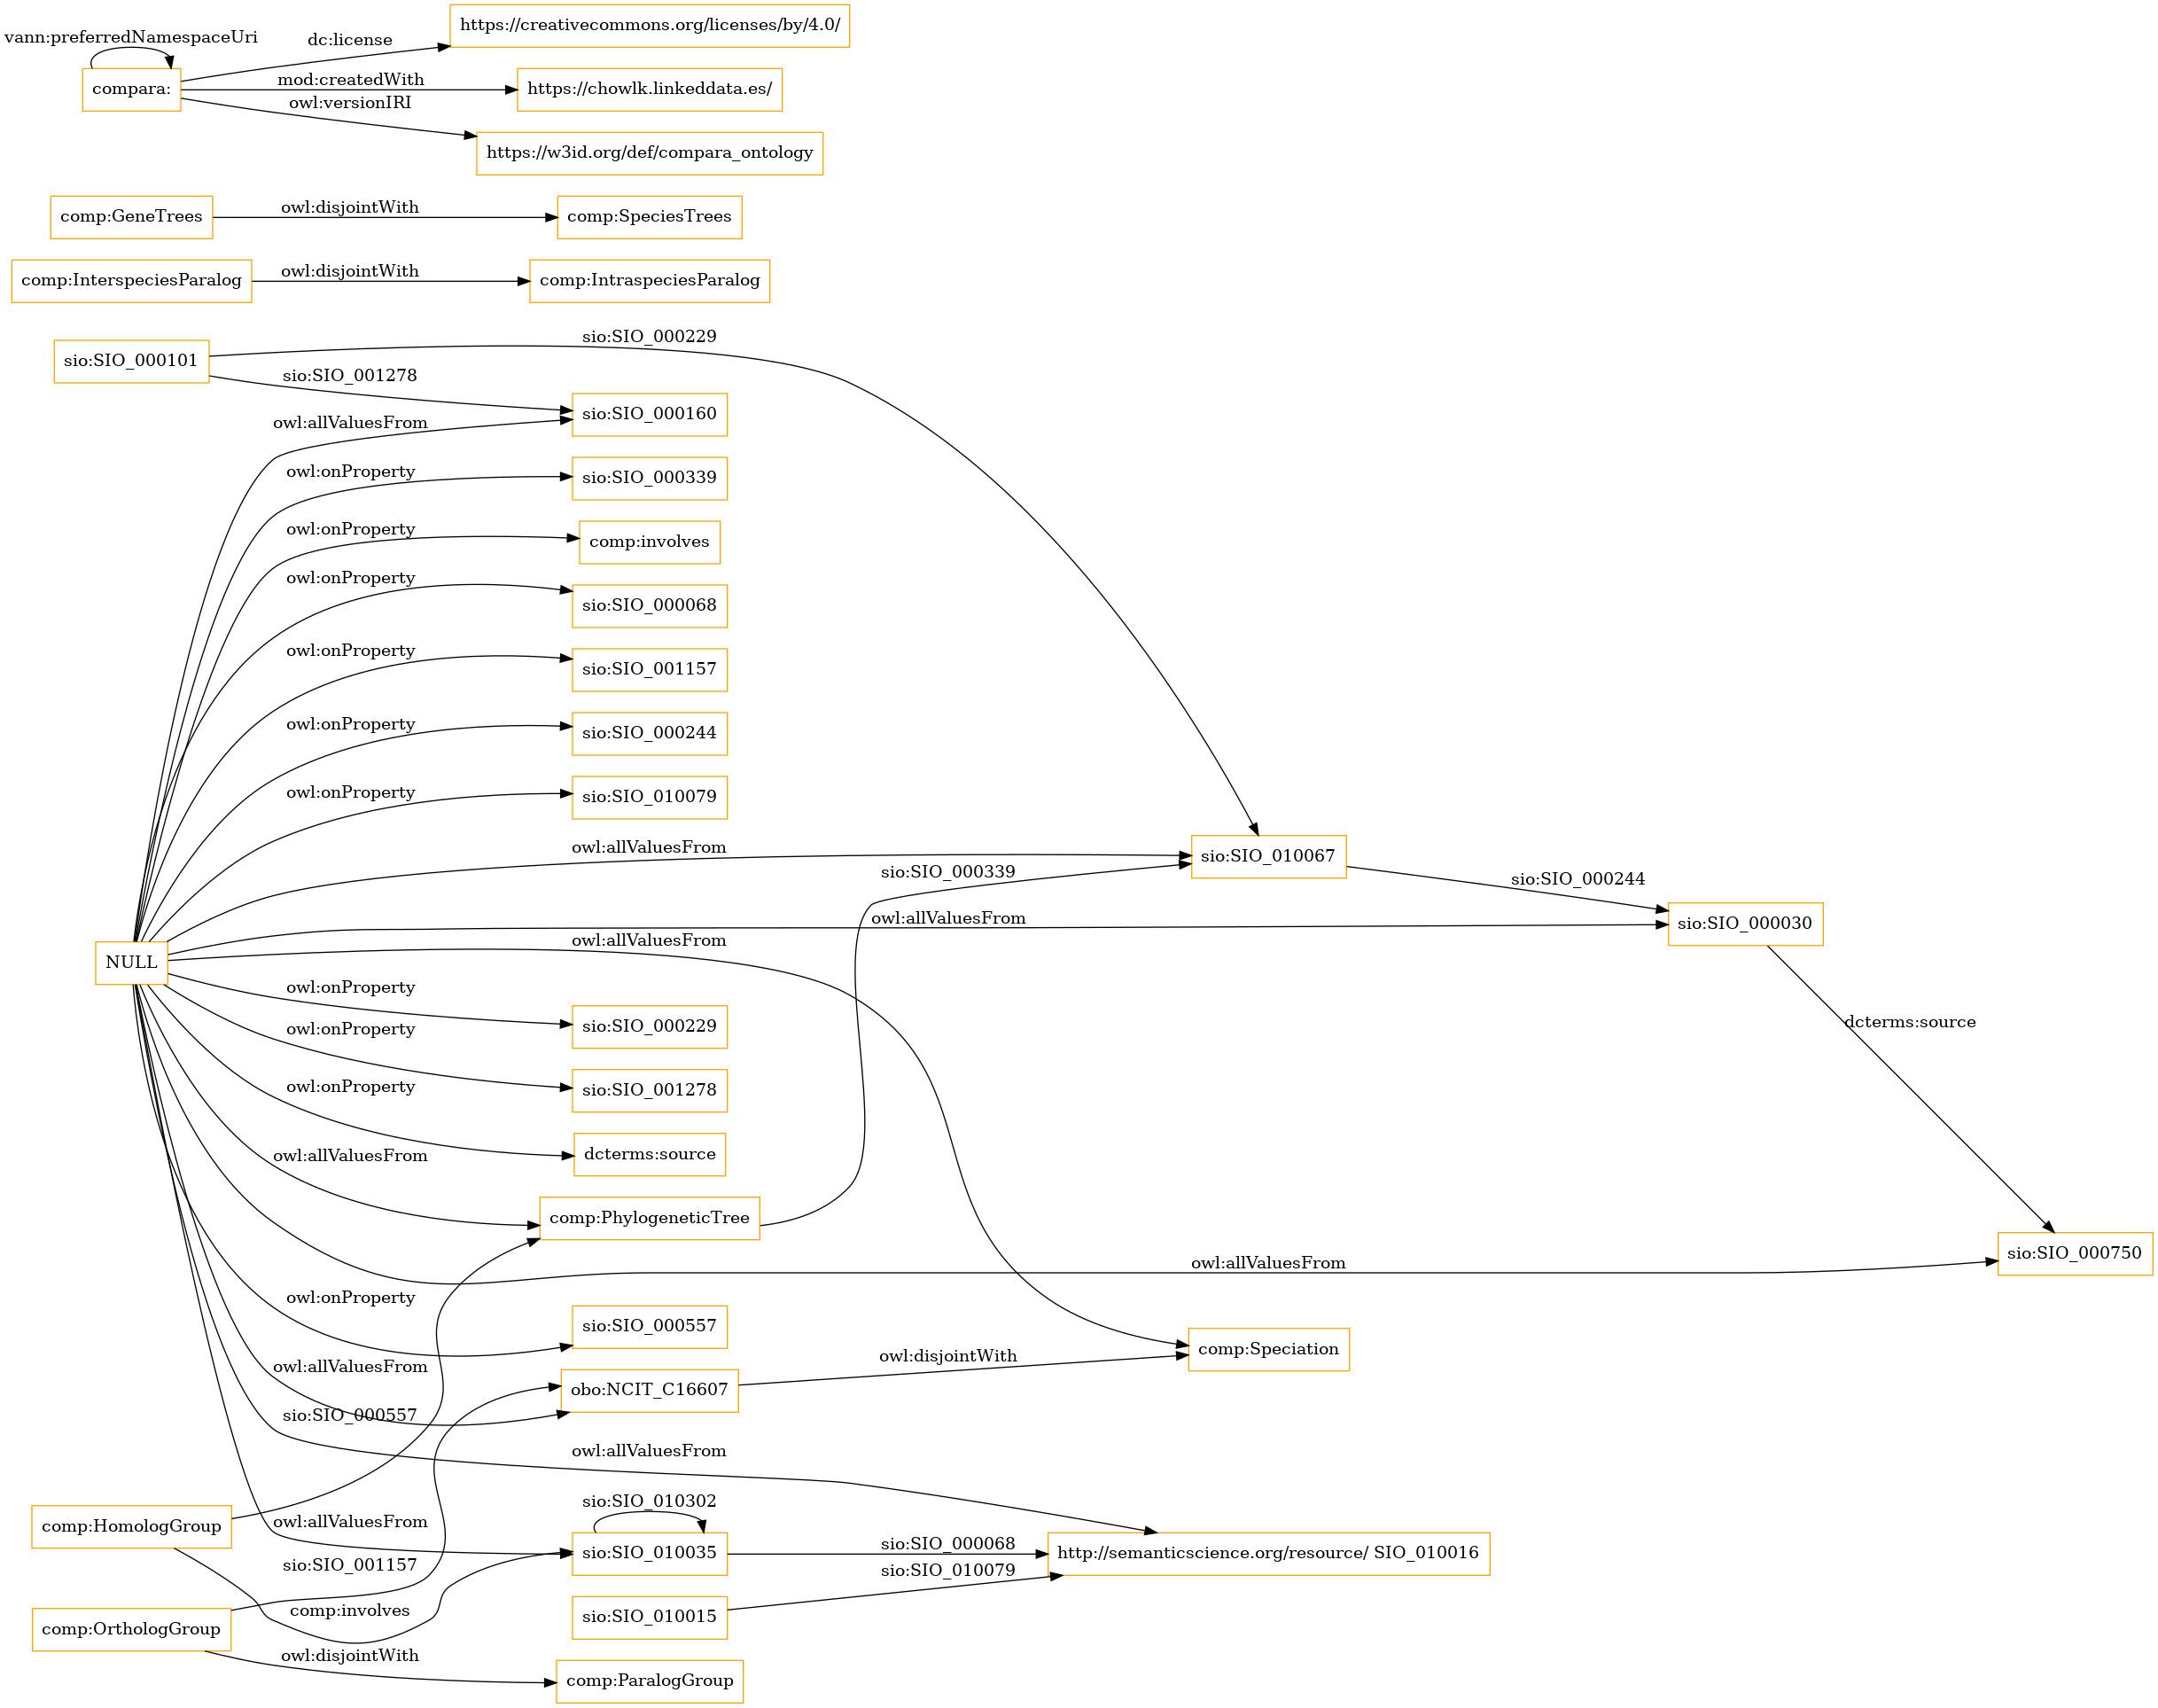 vann:preferredNamespaceUri
compara:
dc:license
https://creativecommons.org/licenses/by/4.0/
mod:createdWith
https://chowlk.linkeddata.es/
owl:versionIRI
https://w3id.org/def/compara_ontology
comp:GeneTrees
owl:disjointWith
comp:SpeciesTrees
comp:InterspeciesParalog
owl:disjointWith
comp:IntraspeciesParalog
sio:SIO_000101
sio:SIO_000229
sio:SIO_001278
sio:SIO_000160
owl:allValuesFrom
owl:onProperty
sio:SIO_000339
owl:onProperty
comp:involves
owl:onProperty
sio:SIO_000068
owl:onProperty
sio:SIO_001157
owl:onProperty
sio:SIO_000244
owl:onProperty
sio:SIO_010079
owl:allValuesFrom
sio:SIO_000339
sio:SIO_010067
sio:SIO_000244
owl:allValuesFrom
sio:SIO_000030
NULL
owl:allValuesFrom
owl:onProperty
sio:SIO_000229
dcterms:source
owl:onProperty
sio:SIO_001278
owl:onProperty
dcterms:source
owl:allValuesFrom
comp:PhylogeneticTree
owl:allValuesFrom
sio:SIO_000750
owl:onProperty
sio:SIO_000557
owl:allValuesFrom
obo:NCIT_C16607
owl:disjointWith
comp:Speciation
sio:SIO_000557
owl:allValuesFrom
comp:HomologGroup
owl:allValuesFrom
sio:SIO_010302
sio:SIO_010035
sio:SIO_000068
http://semanticscience.org/resource/ SIO_010016
sio:SIO_001157
sio:SIO_010079
sio:SIO_010015
comp:involves
comp:OrthologGroup
owl:disjointWith
comp:ParalogGroup